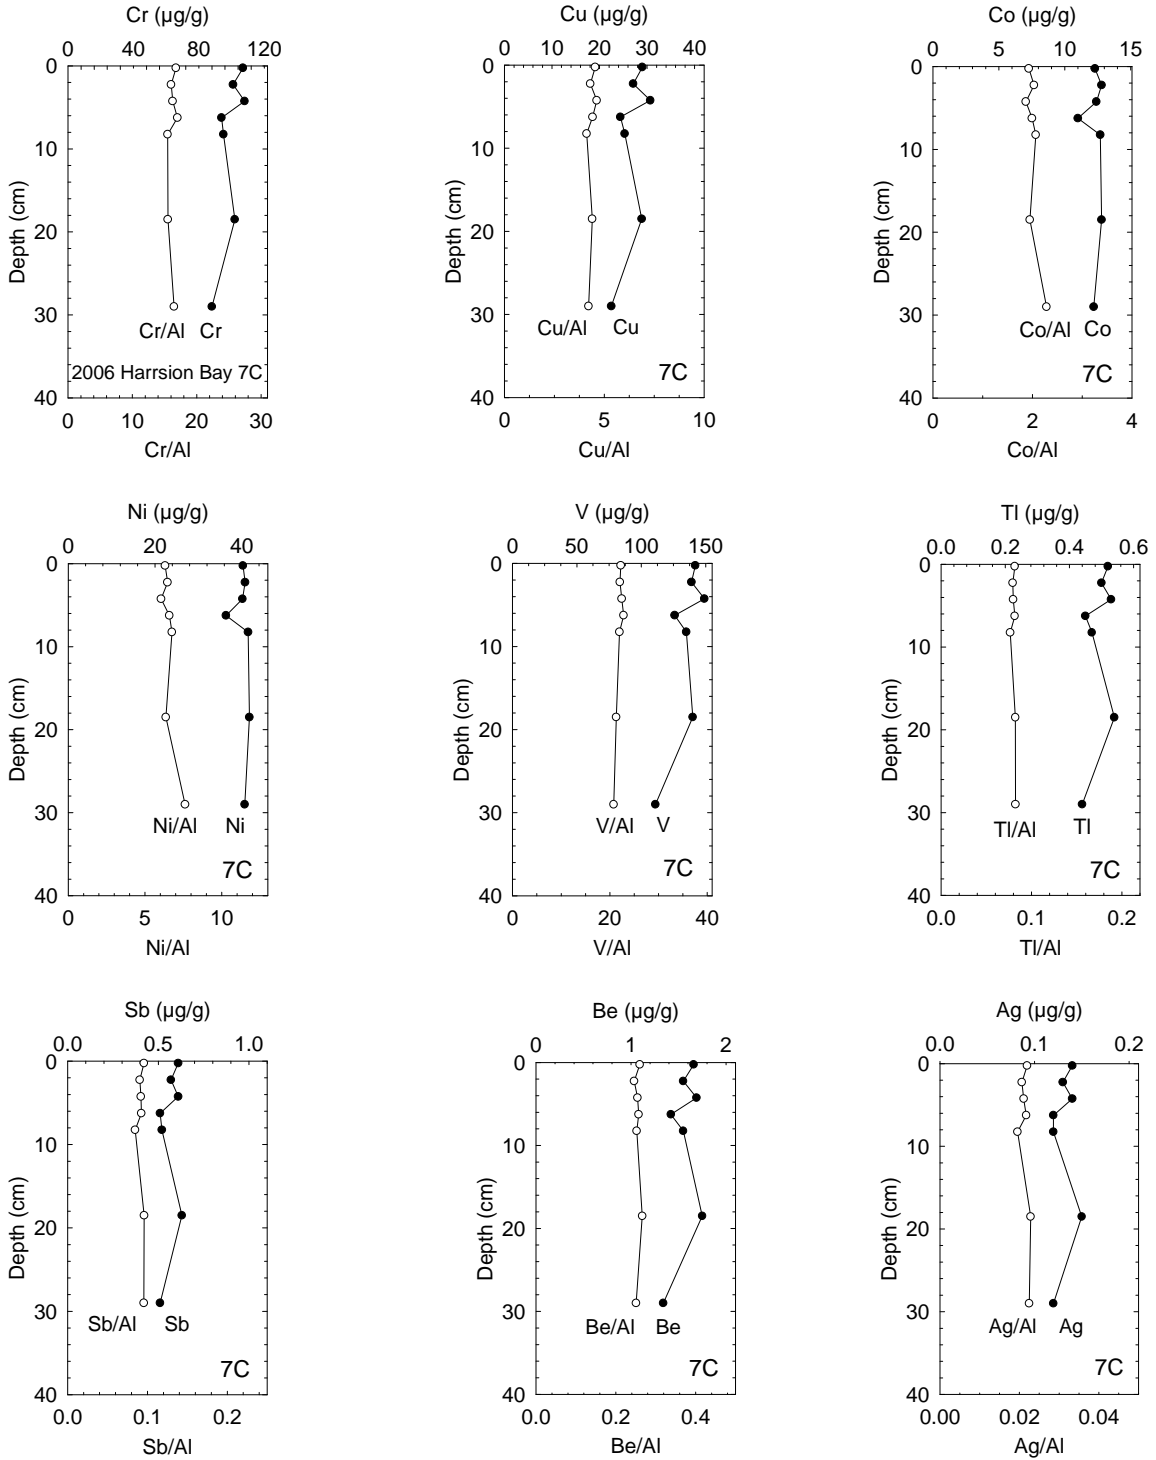 Cr (µg/g)
0 30 60 90 120
0
10
20
30
40
Depth (cm)
Cr/Al Cr
2006 Harrsion Bay 7C
0 10 20 30
Cr/Al
Cu (µg/g)
0 10 20 30 40
0
10
20
30
40
Depth (cm)
Cu/Al Cu
7C
0 5 10
Cu/Al
Co (µg/g)
0 5 10 15
0
10
20
30
40
Depth (cm)
Co/Al Co
7C
0 2 4
Co/Al
Ni (µg/g)
0 20 40
0
10
20
30
40
Depth (cm)
Ni/Al Ni
7C
0 5 10
Ni/Al
V (µg/g)
0 50 100 150
0
10
20
30
40
Depth (cm)
V/Al V
7C
0 20 40
V/Al
Tl (µg/g)
0.0 0.2 0.4 0.6
0
10
20
30
40
Depth (cm)
Tl/Al Tl
7C
0.0 0.1 0.2
Tl/Al
Sb (µg/g)
0.0 0.5 1.0
0
10
20
30
40
Depth (cm)
Sb/Al Sb
7C
0.0 0.1 0.2
Sb/Al
Be (µg/g)
0 1 2
0
10
20
30
40
Depth (cm)
Be/Al Be
7C
0.0 0.2 0.4
Be/Al
Ag (µg/g)
0.0 0.1 0.2
0
10
20
30
40
Depth (cm)
Ag/Al Ag
7C
0.00 0.02 0.04
Ag/Al